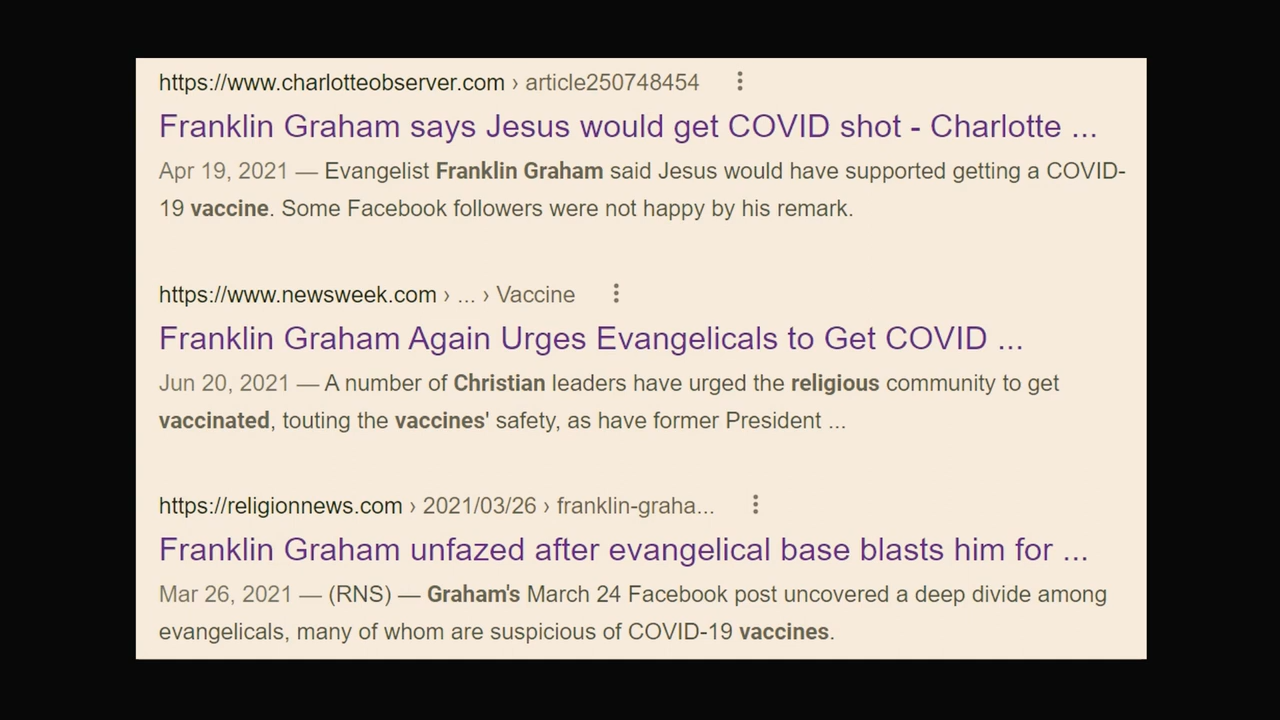 https://www.charlotteobserver.com › article250748454
Franklin Graham says Jesus would get COVID shot - Charlotte ...
Apr 19, 2021 — Evangelist Franklin Graham said Jesus would have supported getting a COVID-
19 vaccine. Some Facebook followers were not happy by his remark.
https://www.newsweek.com › ... › Vaccine
Franklin Graham Again Urges Evangelicals to Get COVID ...
Jun 20, 2021 — A number of Christian leaders have urged the religious community to get
vaccinated, touting the vaccines' safety, as have former President ...
https://religionnews.com › 2021/03/26 › franklin-graha...
Franklin Graham unfazed after evangelical base blasts him for ...
Mar 26, 2021 — (RNS) — Graham's March 24 Facebook post uncovered a deep divide among
evangelicals, many of whom are suspicious of COVID-19 vaccines.